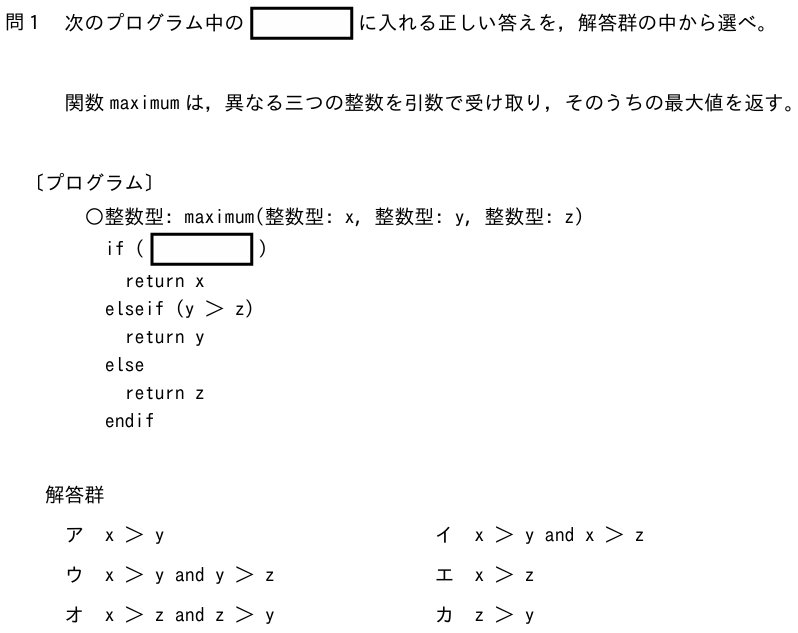 問1 次のプログラム中の に入れる正しい答えを，解答群の中から選べ。
関数 maximum は，異なる三つの整数を引数で受け取り，そのうちの最大値を返す。
〔プログラム〕
○整数型: maximum(整数型: x, 整数型: y, 整数型: z)
if ( )
return x
elseif (y ＞ z)
return y
else
return z
endif
解答群
ア x ＞ y イ x ＞ y and x ＞ z
ウ x ＞ y and y ＞ z エ x ＞ z
オ x ＞ z and z ＞ y カ z ＞ y